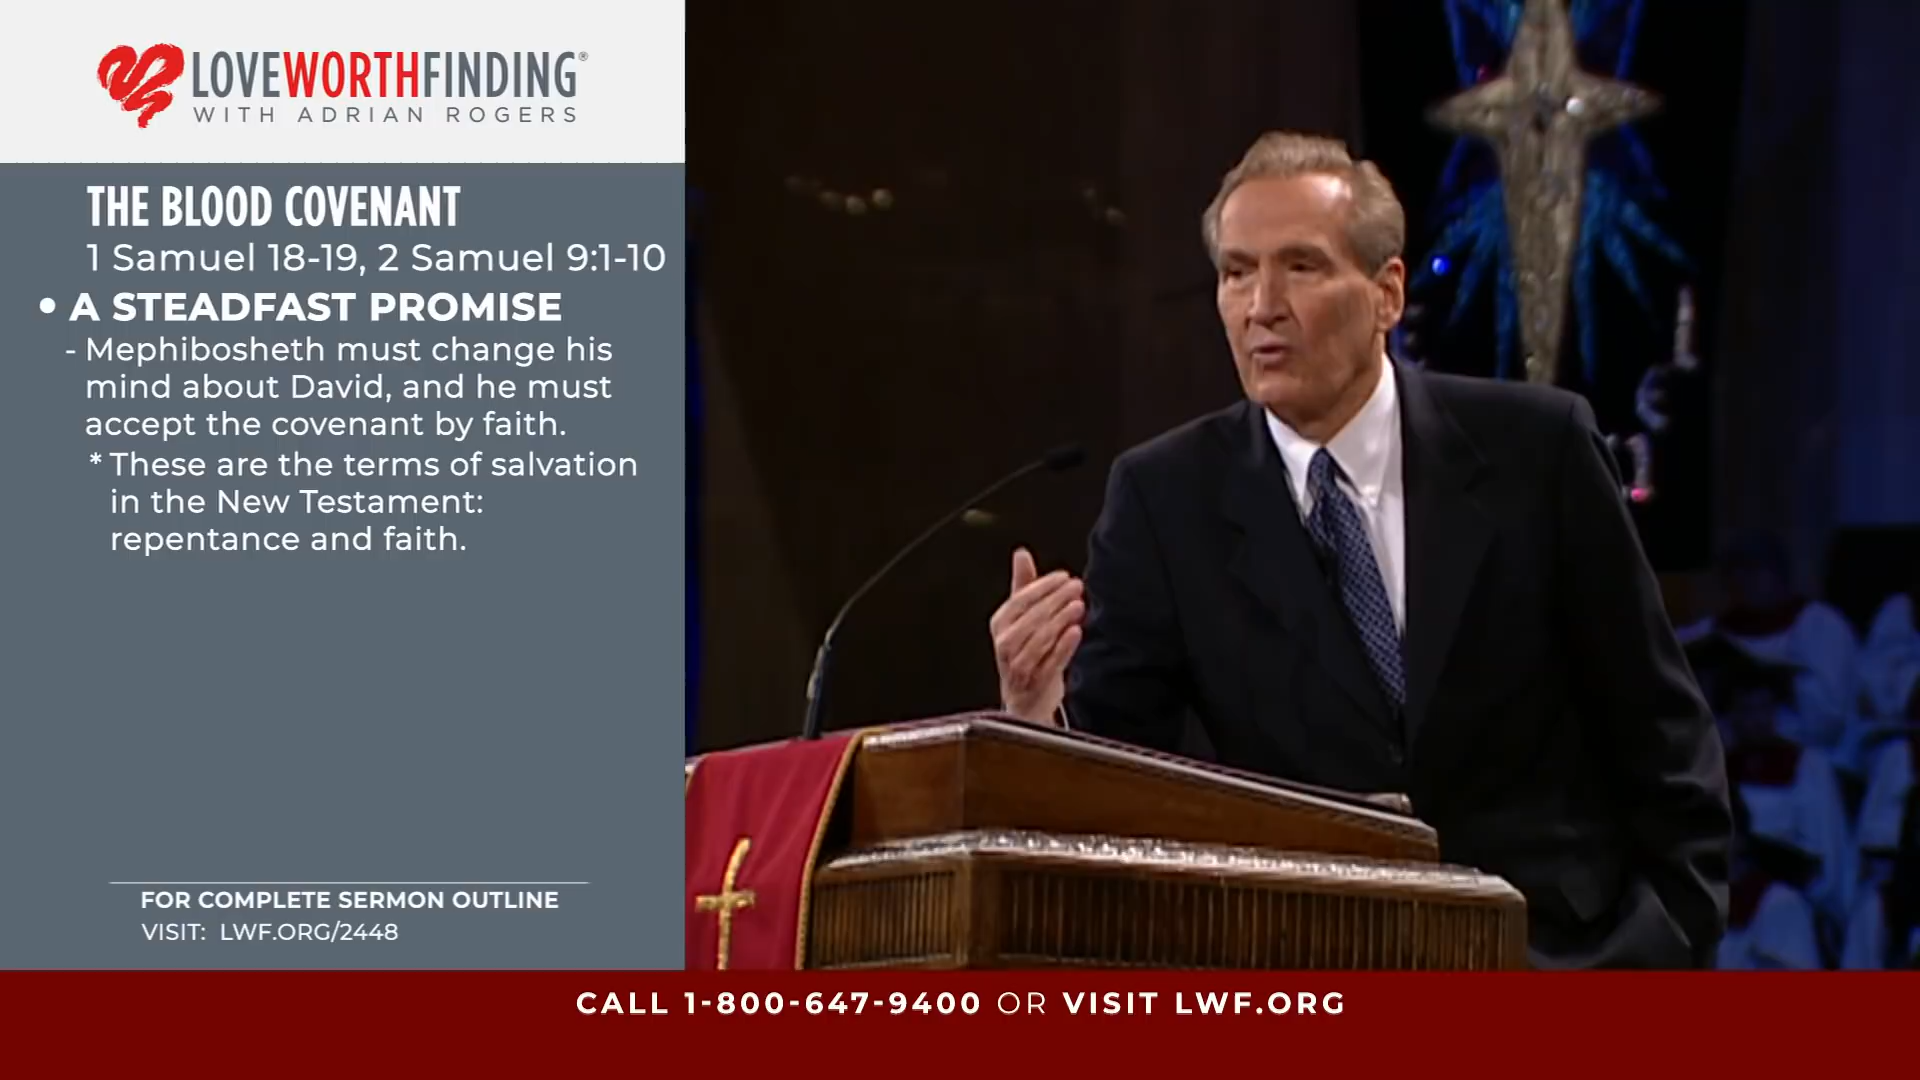 LOVEWORTHFINDING®
WITH ADRIAN ROGERS
THE BLOOD COVENANT
1 Samuel 18-19, 2 Samuel 9:1-10
• A STEADFAST PROMISE
- Mephibosheth must change his
mind about David, and he must
accept the covenant by faith.
* These are the terms of salvation
in the New Testament:
repentance and faith.
FOR COMPLETE SERMON OUTLINE
VISIT: LWF.ORG/2448
CALL 1-800-647-9400 OR VISIT LWF.ORG